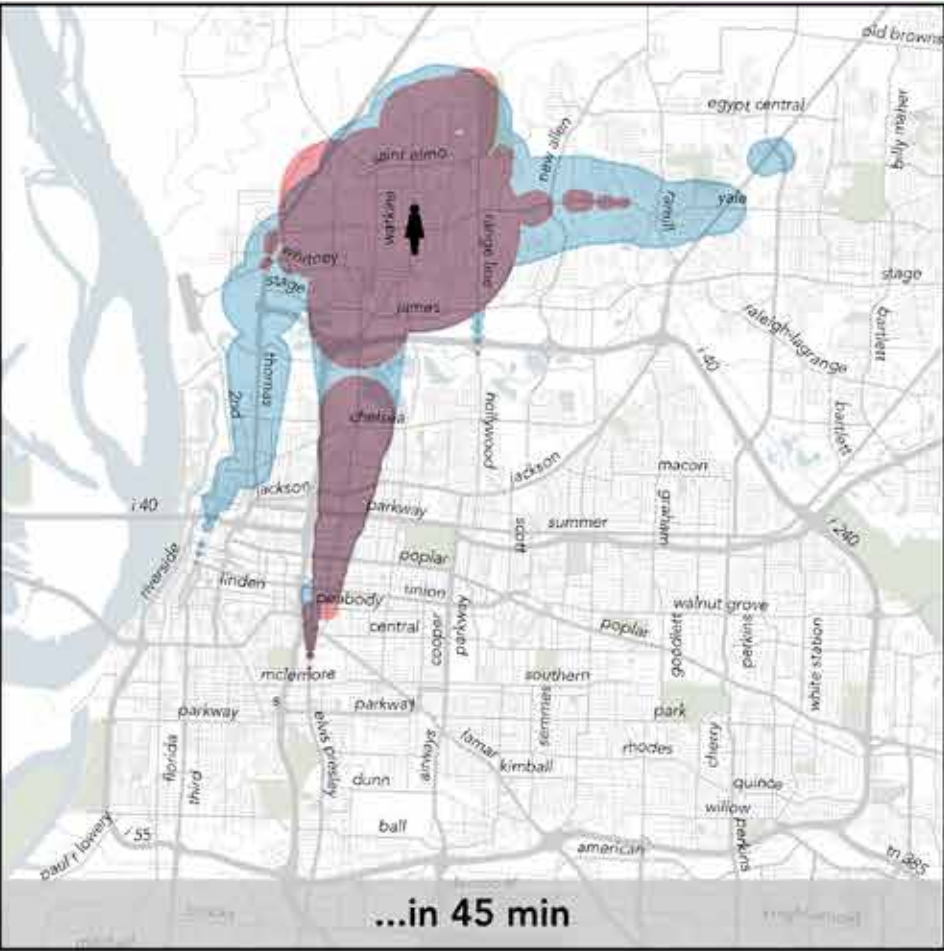 old browns
egypt central
billy maher
new allen
saint elmo
watkins
range line
ramill
yale
whitney
stage
stage
james
raleigh-lagrange
bartlett
i 40
thomas
2nd
chelsea
hollywood
bartlett
jackson
macon
jackson
i 40
parkway
summer
scott
graham
i 240
riverside
poplar
linden
union
peabody
walnut grove
central
cooper
parkway
poplar
goodlett
perkins
white station
mclemore
southern
s
parkway
parkway
semmes
park
elvis presley
florida
third
airways
lamar
kimball
rhodes
cherry
dunn
quince
willow
ball
perkins
i 55
paul r lowery
american
tn 385
...in 45 min